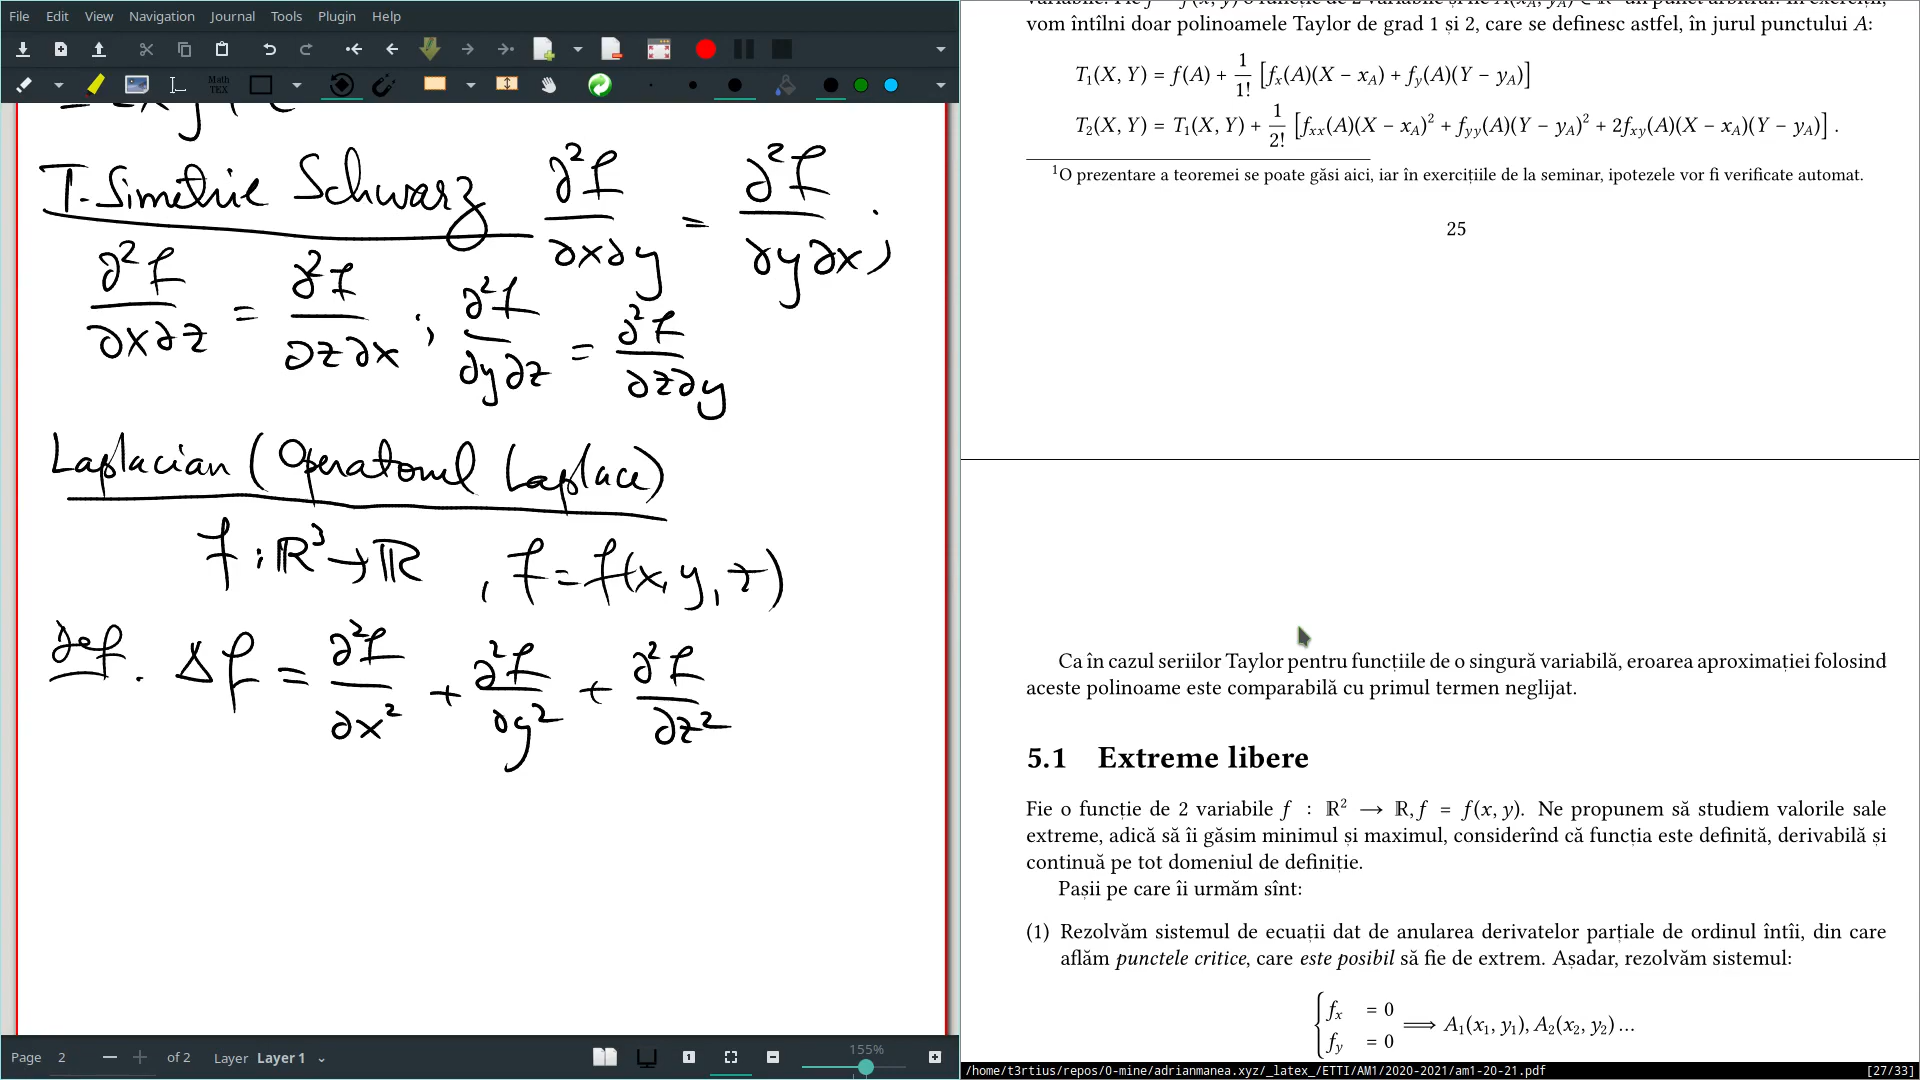 File Edit View Navigation Journal Tools Plugin Help
Math TEX
T. Simetrie Schwarz ∂²f/∂x∂y = ∂²f/∂y∂x ;
∂²f/∂x∂z = ∂²f/∂z∂x ; ∂²f/∂y∂z = ∂²f/∂z∂y
Laplacian (Operatorul Laplace)
f : ℝ³ → ℝ , f = f(x, y, z)
Def. Δf = ∂²f/∂x² + ∂²f/∂y² + ∂²f/∂z²
Page 2 of 2 Layer Layer 1 1 155%
vom întîlni doar polinoamele Taylor de grad 1 și 2, care se definesc astfel, în jurul punctului A:
T₁(X, Y) = f(A) + 1/1! [fₓ(A)(X − x_A) + f_y(A)(Y − y_A)]
T₂(X, Y) = T₁(X, Y) + 1/2! [fₓₓ(A)(X − x_A)² + f_yy(A)(Y − y_A)² + 2f_xy(A)(X − x_A)(Y − y_A)] .
¹O prezentare a teoremei se poate găsi aici, iar în exercițiile de la seminar, ipotezele vor fi verificate automat.
25
Ca în cazul seriilor Taylor pentru funcțiile de o singură variabilă, eroarea aproximației folosind
aceste polinoame este comparabilă cu primul termen neglijat.
5.1 Extreme libere
Fie o funcție de 2 variabile f : ℝ² → ℝ, f = f(x, y). Ne propunem să studiem valorile sale
extreme, adică să îi găsim minimul și maximul, considerînd că funcția este definită, derivabilă și
continuă pe tot domeniul de definiție.
Pașii pe care îi urmăm sînt:
(1) Rezolvăm sistemul de ecuații dat de anularea derivatelor parțiale de ordinul întîi, din care
aflăm punctele critice, care este posibil să fie de extrem. Așadar, rezolvăm sistemul:
{fₓ = 0
f_y = 0 ⟹ A₁(x₁, y₁), A₂(x₂, y₂) …
/home/t3rtius/repos/0-mine/adrianmanea.xyz/_latex_/ETTI/AM1/2020-2021/am1-20-21.pdf [27/33]